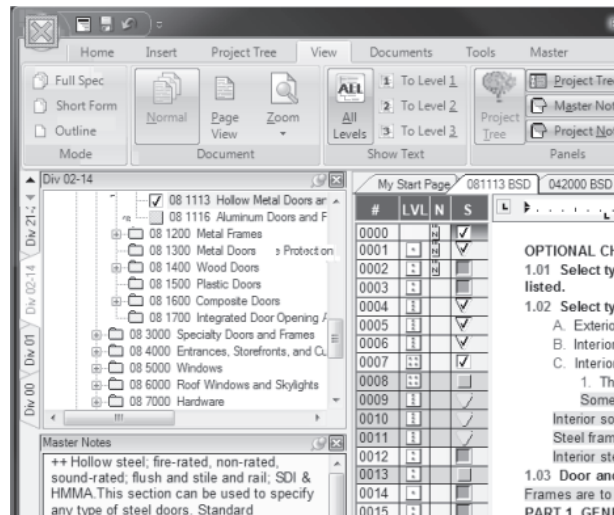 Home Insert Project Tree View Documents Tools Master
Full Spec
Short Form
Outline
Mode
Normal
Page View
Zoom
Document
AEL
All Levels
1 To Level 1
2 To Level 2
3 To Level 3
Show Text
Project Tree
Project Tre
Master Not
Project Not
Panels
Div 02-14
Div 21-
Div 02-14
Div 01
Div 00
08 1113 Hollow Metal Doors ar
08 1116 Aluminum Doors and F
08 1200 Metal Frames
08 1300 Metal Doors Protection
08 1400 Wood Doors
08 1500 Plastic Doors
08 1600 Composite Doors
08 1700 Integrated Door Opening
08 3000 Specialty Doors and Frames
08 4000 Entrances, Storefronts, and Cu
08 5000 Windows
08 6000 Roof Windows and Skylights
08 7000 Hardware
Master Notes
++ Hollow steel; fire-rated, non-rated,
sound-rated; flush and stile and rail; SDI &
HMMA.This section can be used to specify
any type of steel doors. Standard
My Start Page 081113 BSD 042000 BSD
# LVL N S
0000
0001
0002
0003
0004
0005
0006
0007
0008
0009
0010
0011
0012
0013
0014
0015
OPTIONAL CH
1.01 Select ty
listed.
1.02 Select ty
A. Exterio
B. Interior
C. Interior
1. Th
Some
Interior so
Steel fram
Interior ste
1.03 Door and
Frames are to
PART 1 GENE